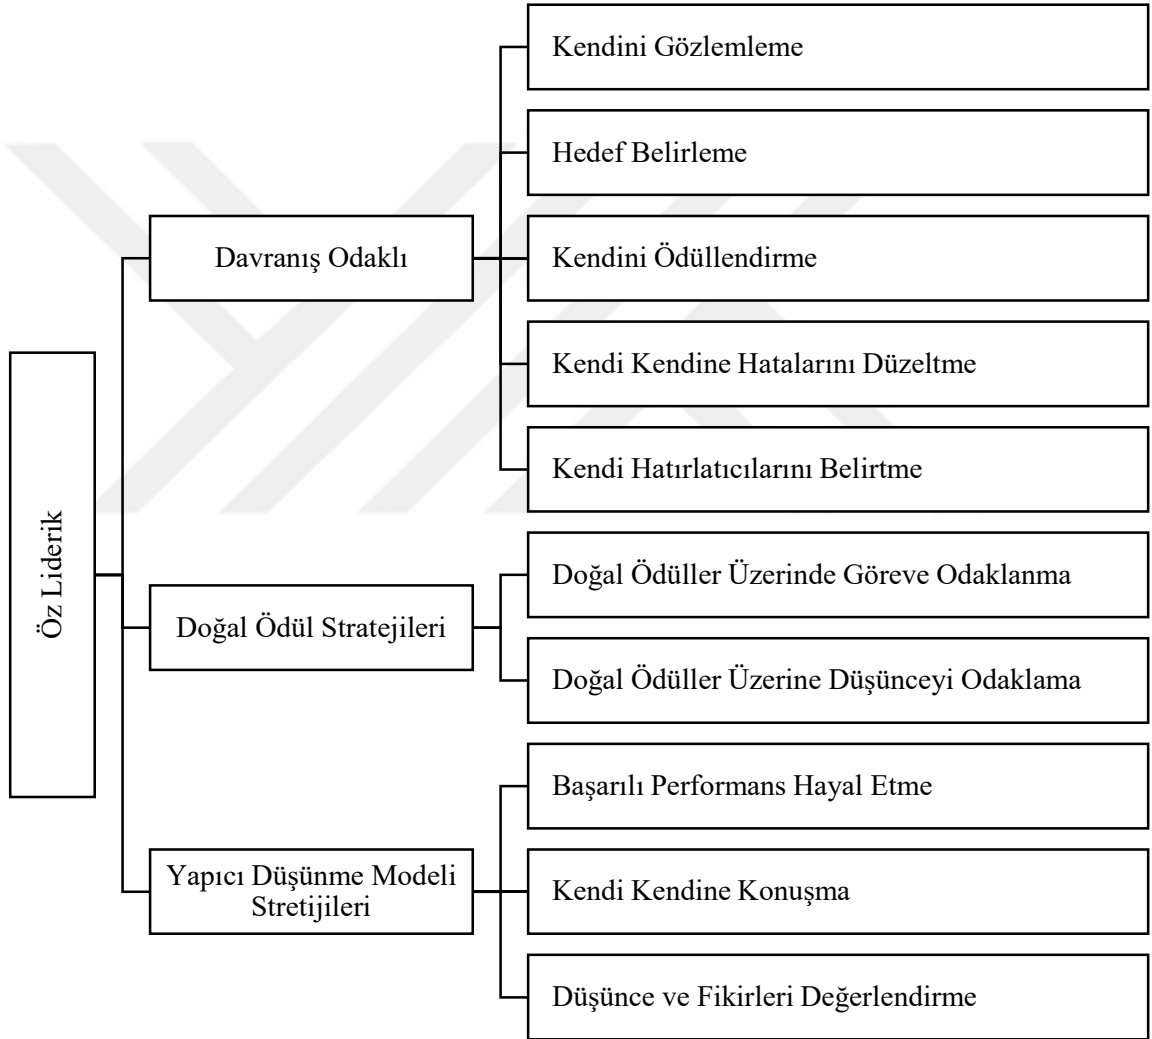 Öz Liderik
Davranış Odaklı
Kendini Gözlemleme
Hedef Belirleme
Kendini Ödüllendirme
Kendi Kendine Hatalarını Düzeltme
Kendi Hatırlatıcılarını Belirtme
Doğal Ödül Stratejileri
Doğal Ödüller Üzerinde Göreve Odaklanma
Doğal Ödüller Üzerine Düşünceyi Odaklama
Yapıcı Düşünme Modeli
Stretijileri
Başarılı Performans Hayal Etme
Kendi Kendine Konuşma
Düşünce ve Fikirleri Değerlendirme